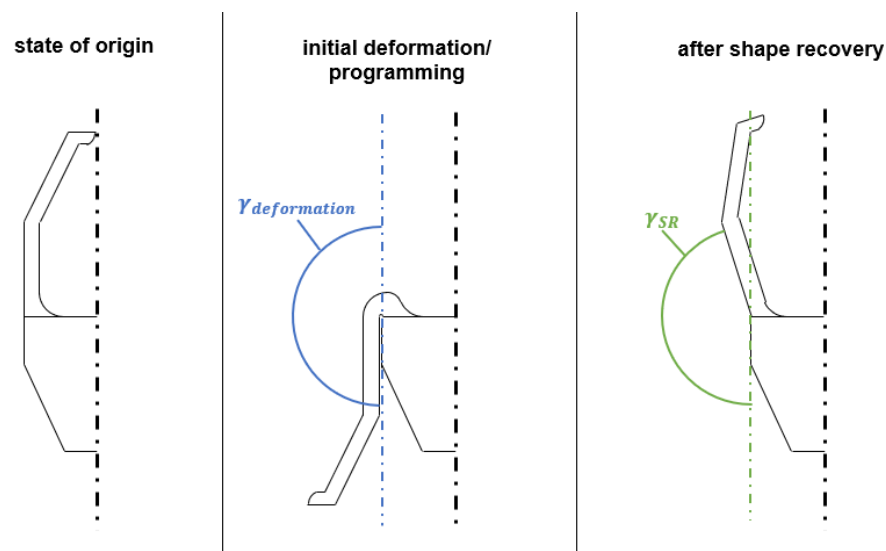 state of origin
initial deformation/
programming
after shape recovery
γdeformation
γSR